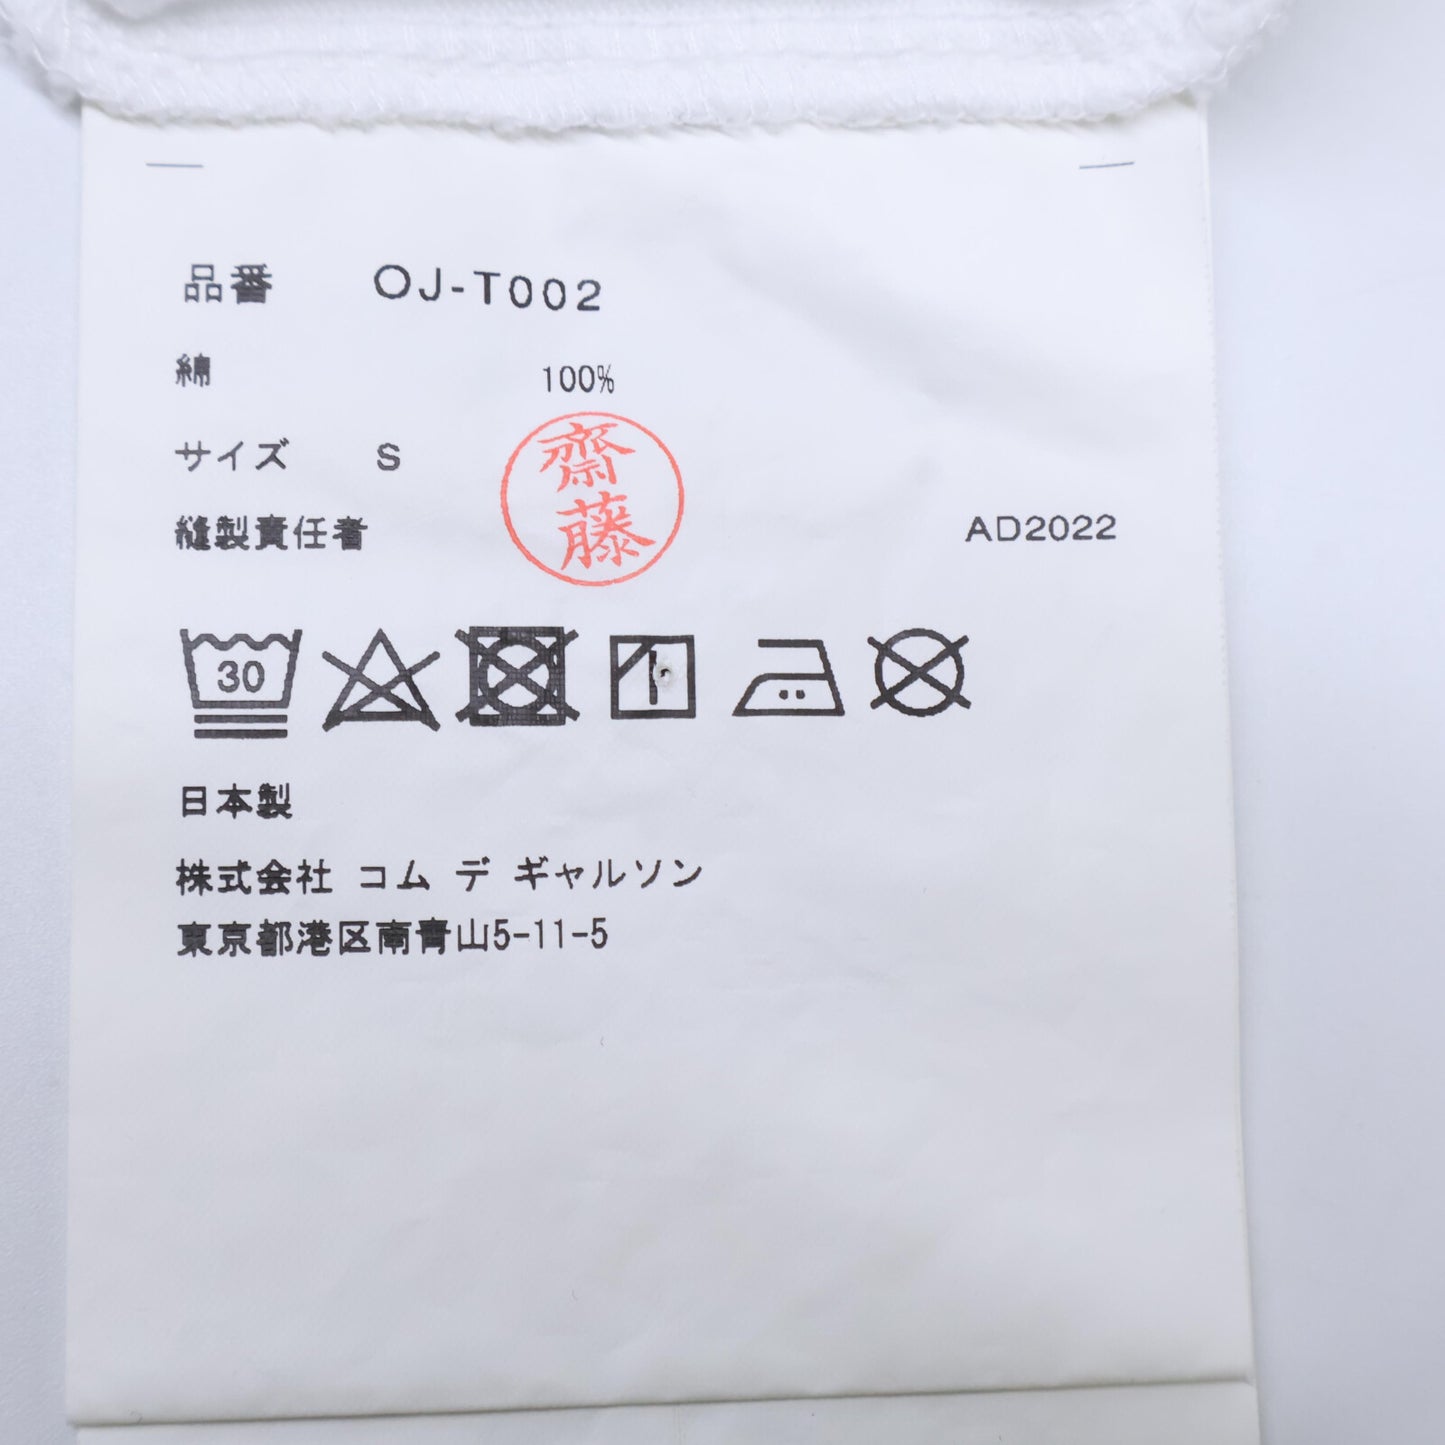 品番 OJ-T002
綿 100%
サイズ S
齋藤
縫製責任者 AD2022
30
日本製
株式会社 コム デ ギャルソン
東京都港区南青山5-11-5